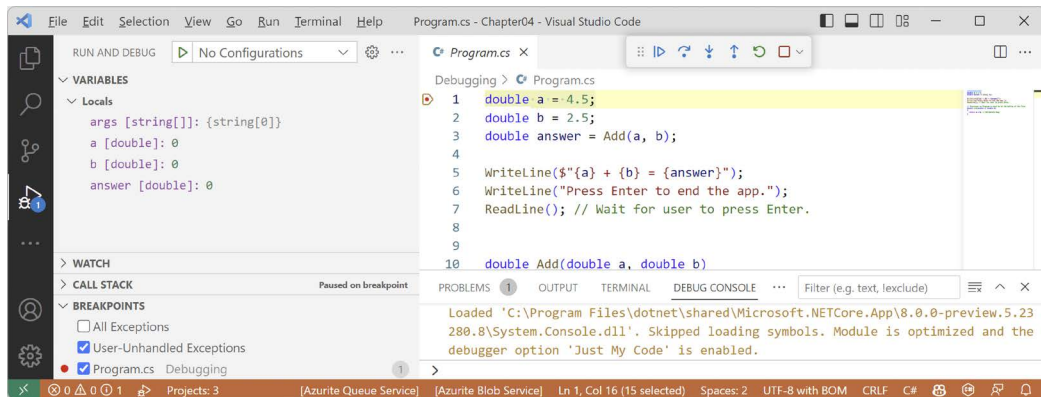 File Edit Selection View Go Run Terminal Help Program.cs - Chapter04 - Visual Studio Code
RUN AND DEBUG No Configurations
VARIABLES
Locals
args [string[]]: {string[0]}
a [double]: 0
b [double]: 0
answer [double]: 0
WATCH
CALL STACK Paused on breakpoint
BREAKPOINTS
All Exceptions
User-Unhandled Exceptions
Program.cs Debugging 1
1
Program.cs
Debugging > Program.cs
1 double a = 4.5;
2 double b = 2.5;
3 double answer = Add(a, b);
4
5 WriteLine($"{a} + {b} = {answer}");
6 WriteLine("Press Enter to end the app.");
7 ReadLine(); // Wait for user to press Enter.
8
9
10 double Add(double a, double b)
PROBLEMS 1 OUTPUT TERMINAL DEBUG CONSOLE ... Filter (e.g. text, !exclude)
Loaded 'C:\Program Files\dotnet\shared\Microsoft.NETCore.App\8.0.0-preview.5.23
280.8\System.Console.dll'. Skipped loading symbols. Module is optimized and the
debugger option 'Just My Code' is enabled.
>
0 0 1 Projects: 3 [Azurite Queue Service] [Azurite Blob Service] Ln 1, Col 16 (15 selected) Spaces: 2 UTF-8 with BOM CRLF C#